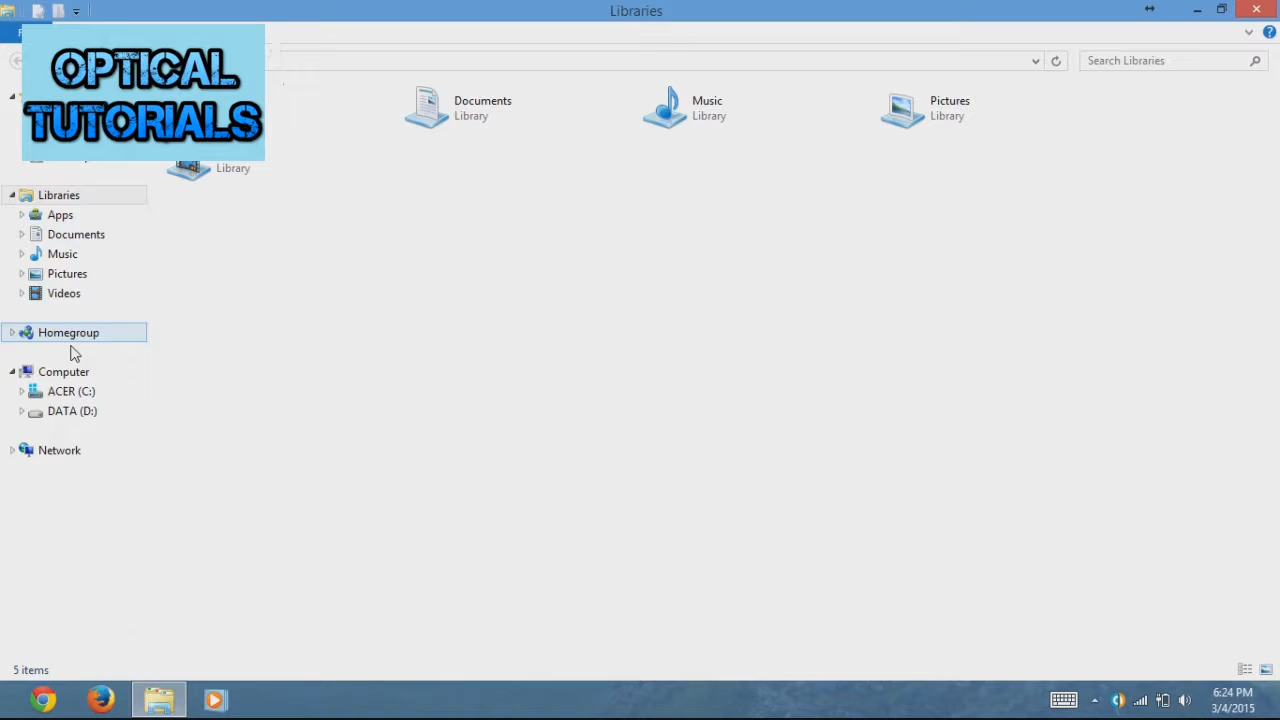 Libraries
OPTICAL
TUTORIALS
Search Libraries
Documents
Library
Music
Library
Pictures
Library
Library
Libraries
Apps
Documents
Music
Pictures
Videos
Homegroup
Computer
ACER (C:)
DATA (D:)
Network
5 items
6:24 PM
3/4/2015